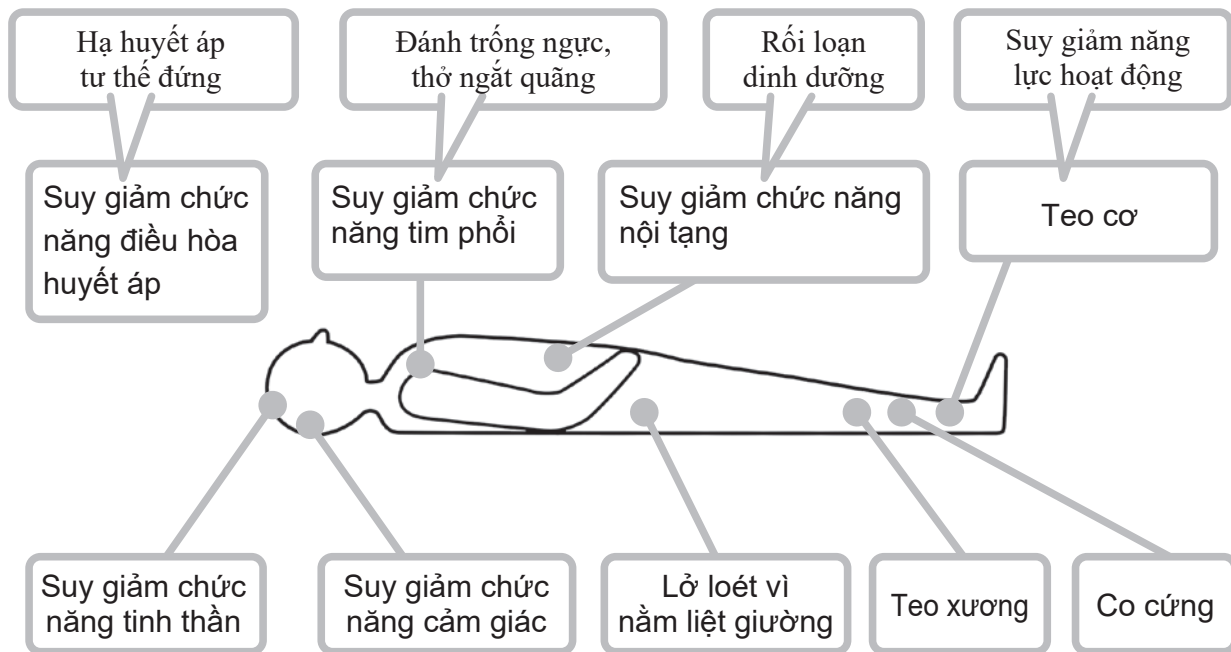 Hạ huyết áp
tư thế đứng
Đánh trống ngực,
thở ngắt quãng
Rối loạn
dinh dưỡng
Suy giảm năng
lực hoạt động
Suy giảm chức
năng điều hòa
huyết áp
Suy giảm chức
năng tim phổi
Suy giảm chức năng
nội tạng
Teo cơ
Suy giảm chức
năng tinh thần
Suy giảm chức
năng cảm giác
Lở loét vì
nằm liệt giường
Teo xương
Co cứng